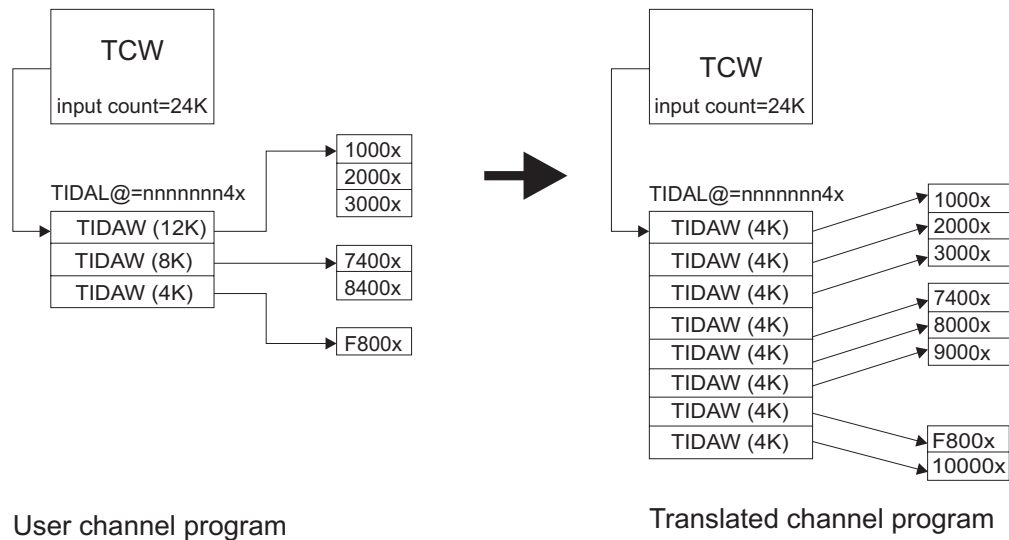 TCW
input count=24K
TIDAL@=nnnnnnn4x
TIDAW (12K)
TIDAW (8K)
TIDAW (4K)
1000x
2000x
3000x
7400x
8400x
F800x
User channel program
TCW
input count=24K
TIDAL@=nnnnnnn4x
TIDAW (4K)
TIDAW (4K)
TIDAW (4K)
TIDAW (4K)
TIDAW (4K)
TIDAW (4K)
TIDAW (4K)
TIDAW (4K)
1000x
2000x
3000x
7400x
8000x
9000x
F800x
10000x
Translated channel program